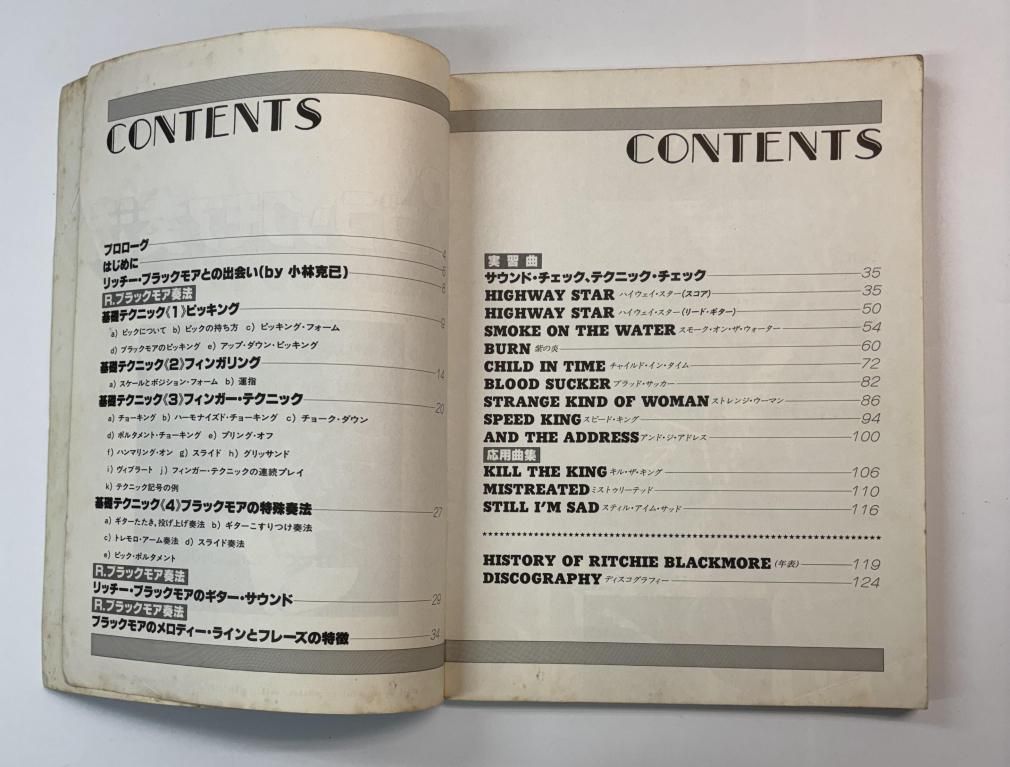 CONTENTS
プロローグ 4
はじめに 6
リッチー・ブラックモアとの出会い(by 小林克己) 8
R.ブラックモア奏法
基礎テクニック《1》ピッキング 9
a) ピックについて b) ピックの持ち方 c) ピッキング・フォーム
d) ブラックモアのピッキング e) アップ・ダウン・ピッキング
基礎テクニック《2》フィンガリング 14
a) スケールとポジション・フォーム b) 運指
基礎テクニック《3》フィンガー・テクニック 20
a) チョーキング b) ハーモナイズド・チョーキング c) チョーク・ダウン
d) ポルタメント・チョーキング e) プリング・オフ
f) ハンマリング・オン g) スライド h) グリッサンド
i) ヴィブラート j) フィンガー・テクニックの連続プレイ
k) テクニック記号の例
基礎テクニック《4》ブラックモアの特殊奏法 27
a) ギターたたき,投げ上げ奏法 b) ギターこすりつけ奏法
c) トレモロ・アーム奏法 d) スライド奏法
e) ピック・ポルタメント
R.ブラックモア奏法
リッチー・ブラックモアのギター・サウンド 29
R.ブラックモア奏法
ブラックモアのメロディー・ラインとフレーズの特徴 34
CONTENTS
実習曲
サウンド・チェック、テクニック・チェック 35
HIGHWAY STAR ハイウェイ・スター(スコア) 35
HIGHWAY STAR ハイウェイ・スター(リード・ギター) 50
SMOKE ON THE WATER スモーク・オン・ザ・ウォーター 54
BURN 紫の炎 60
CHILD IN TIME チャイルド・イン・タイム 72
BLOOD SUCKER ブラッド・サッカー 82
STRANGE KIND OF WOMAN ストレンジ・ウーマン 86
SPEED KING スピード・キング 94
AND THE ADDRESS アンド・ジ・アドレス 100
応用曲集
KILL THE KING キル・ザ・キング 106
MISTREATED ミストゥリーテッド 110
STILL I'M SAD スティル・アイム・サッド 116
HISTORY OF RITCHIE BLACKMORE (年表) 119
DISCOGRAPHY ディスコグラフィー 124